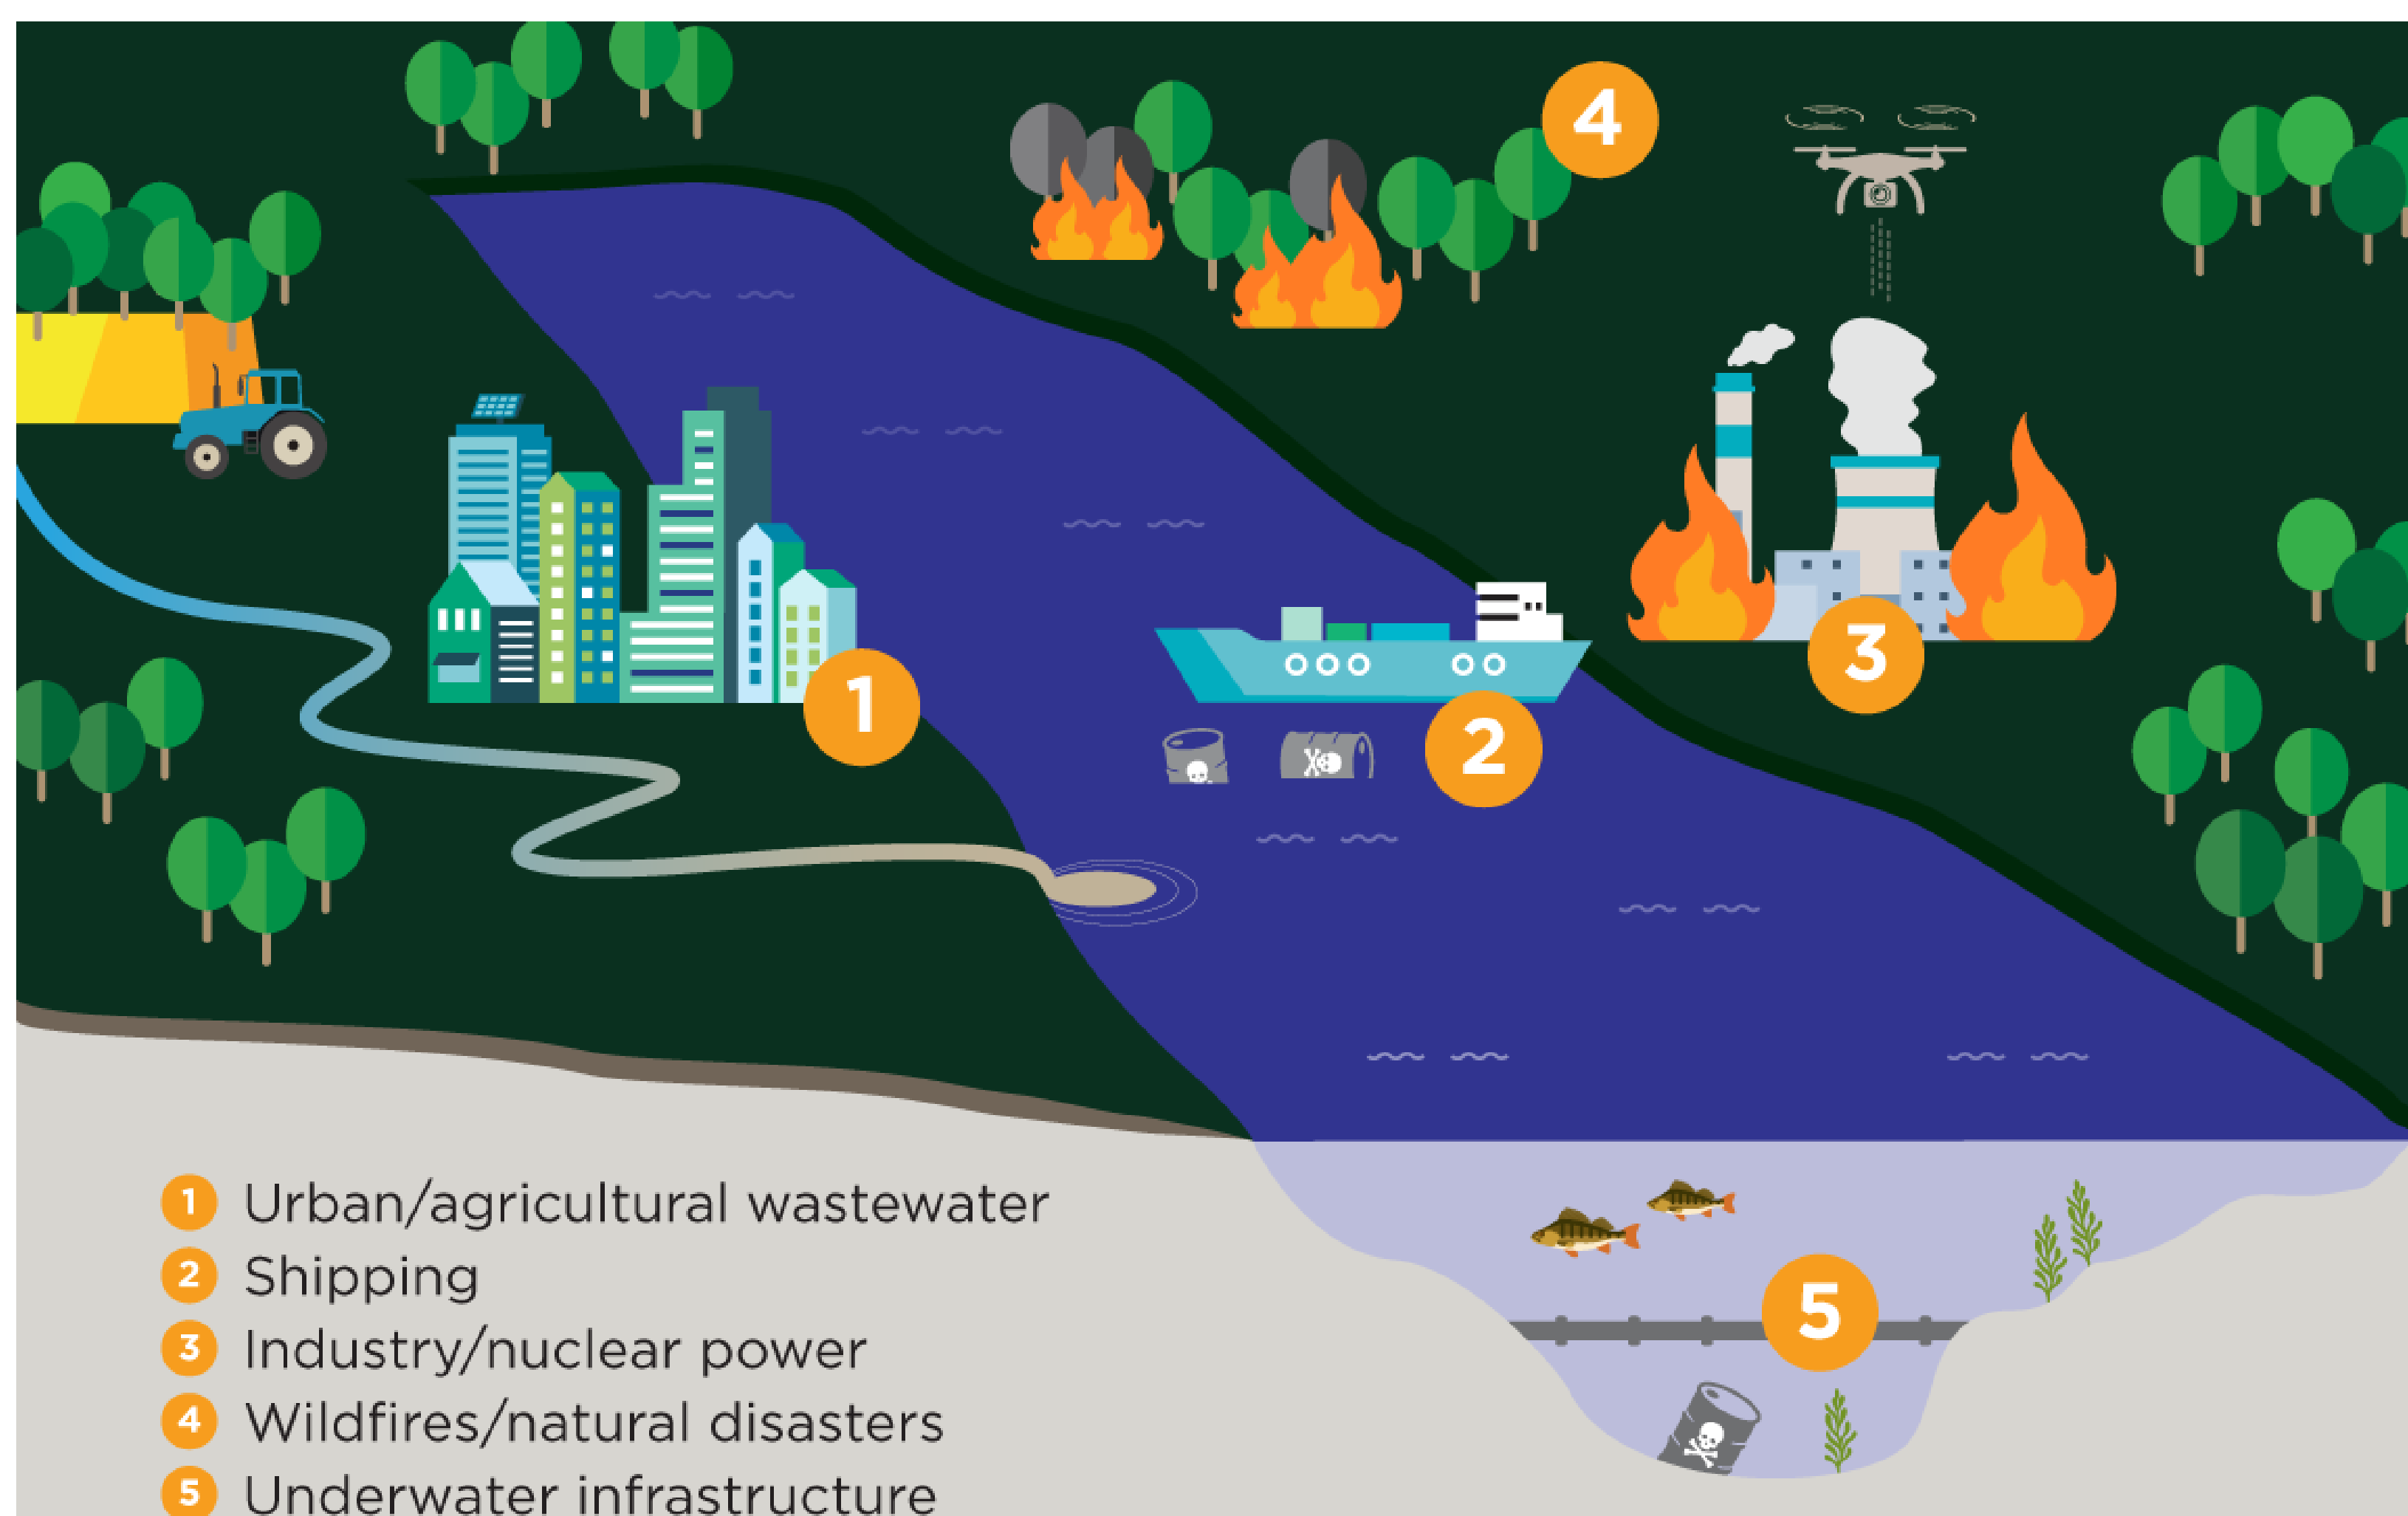 4
3
1
2
5
1 Urban/agricultural wastewater
2 Shipping
3 Industry/nuclear power
4 Wildfires/natural disasters
5 Underwater infrastructure